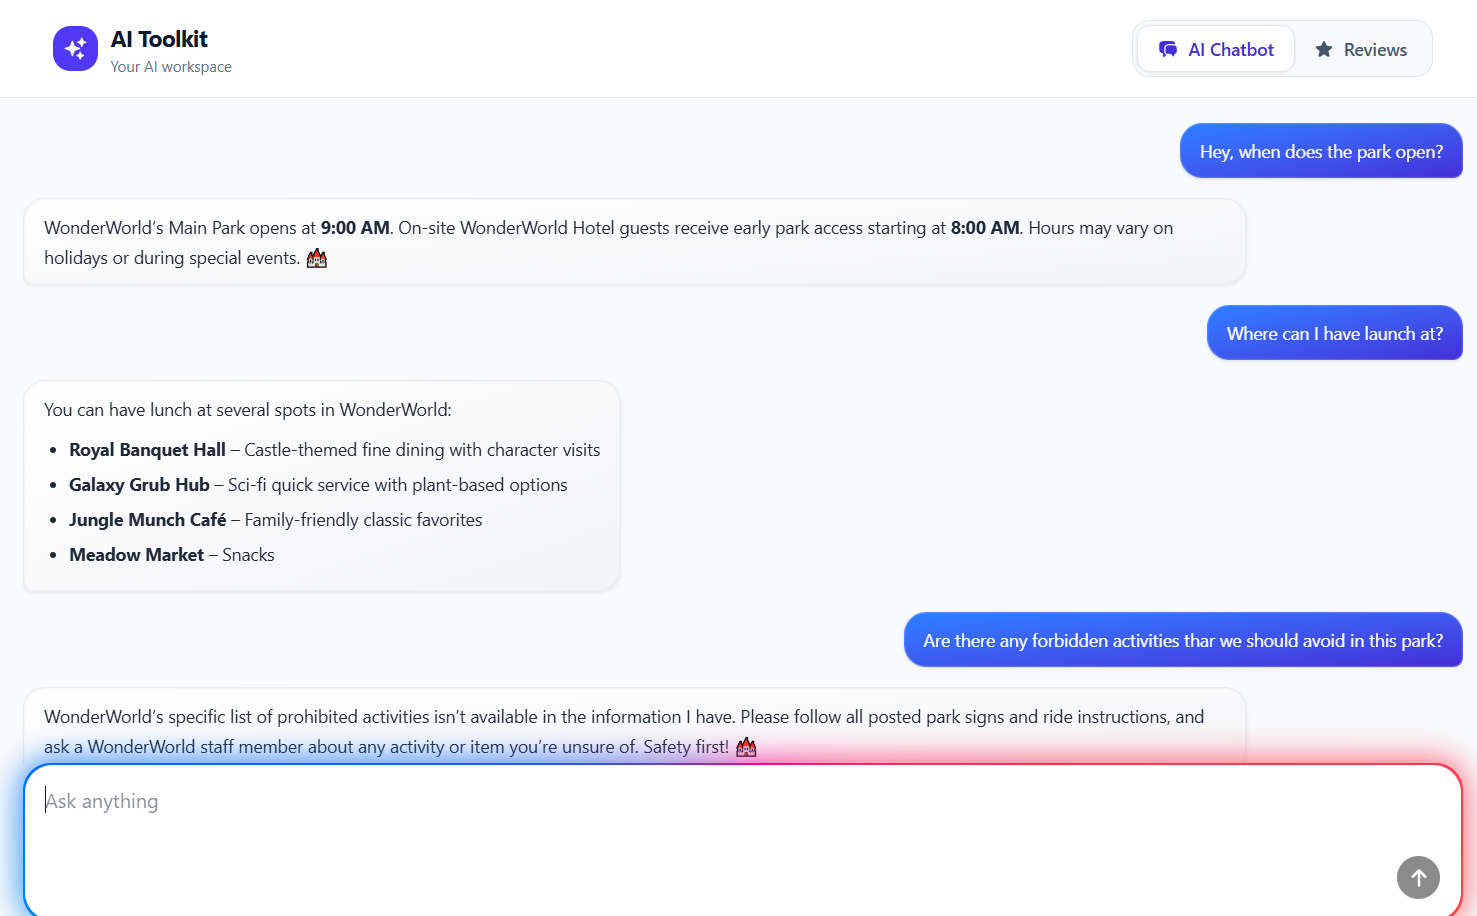 AI Toolkit
Your AI workspace
AI Chatbot
Reviews
Hey, when does the park open?
WonderWorld’s Main Park opens at 9:00 AM. On-site WonderWorld Hotel guests receive early park access starting at 8:00 AM. Hours may vary on
holidays or during special events. 🏰
Where can I have launch at?
You can have lunch at several spots in WonderWorld:
• Royal Banquet Hall – Castle-themed fine dining with character visits
• Galaxy Grub Hub – Sci-fi quick service with plant-based options
• Jungle Munch Café – Family-friendly classic favorites
• Meadow Market – Snacks
Are there any forbidden activities thar we should avoid in this park?
WonderWorld’s specific list of prohibited activities isn’t available in the information I have. Please follow all posted park signs and ride instructions, and
ask a WonderWorld staff member about any activity or item you’re unsure of. Safety first! 🏰
Ask anything